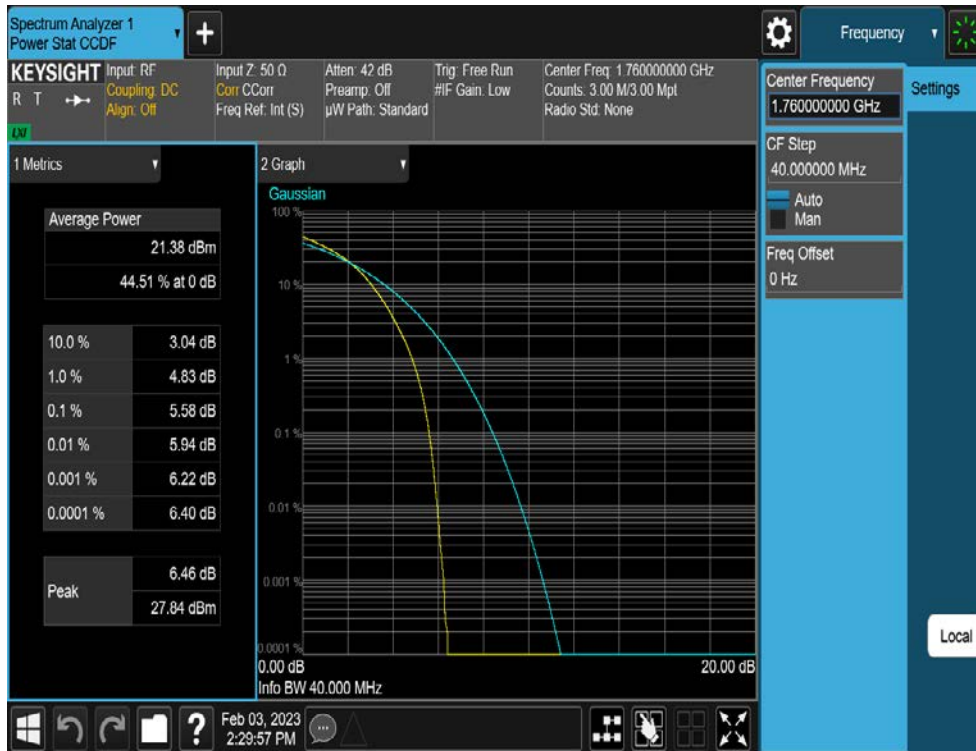 Spectrum Analyzer 1
Power Stat CCDF
+
Frequency
KEYSIGHT
R T
LXI
Input: RF
Coupling: DC
Align: Off
Input Z: 50 Ω
Corr CCorr
Freq Ref: Int (S)
Atten: 42 dB
Preamp: Off
µW Path: Standard
Trig: Free Run
#IF Gain: Low
Center Freq: 1.760000000 GHz
Counts: 3.00 M/3.00 Mpt
Radio Std: None
Center Frequency
1.760000000 GHz
Settings
CF Step
40.000000 MHz
Auto
Man
Freq Offset
0 Hz
1 Metrics
Average Power
21.38 dBm
44.51 % at 0 dB
10.0 % 3.04 dB
1.0 % 4.83 dB
0.1 % 5.58 dB
0.01 % 5.94 dB
0.001 % 6.22 dB
0.0001 % 6.40 dB
Peak
6.46 dB
27.84 dBm
2 Graph
Gaussian
100 %
10 %
1 %
0.1 %
0.01 %
0.001 %
0.0001 %
0.00 dB 20.00 dB
Info BW 40.000 MHz
Local
?
Feb 03, 2023
2:29:57 PM